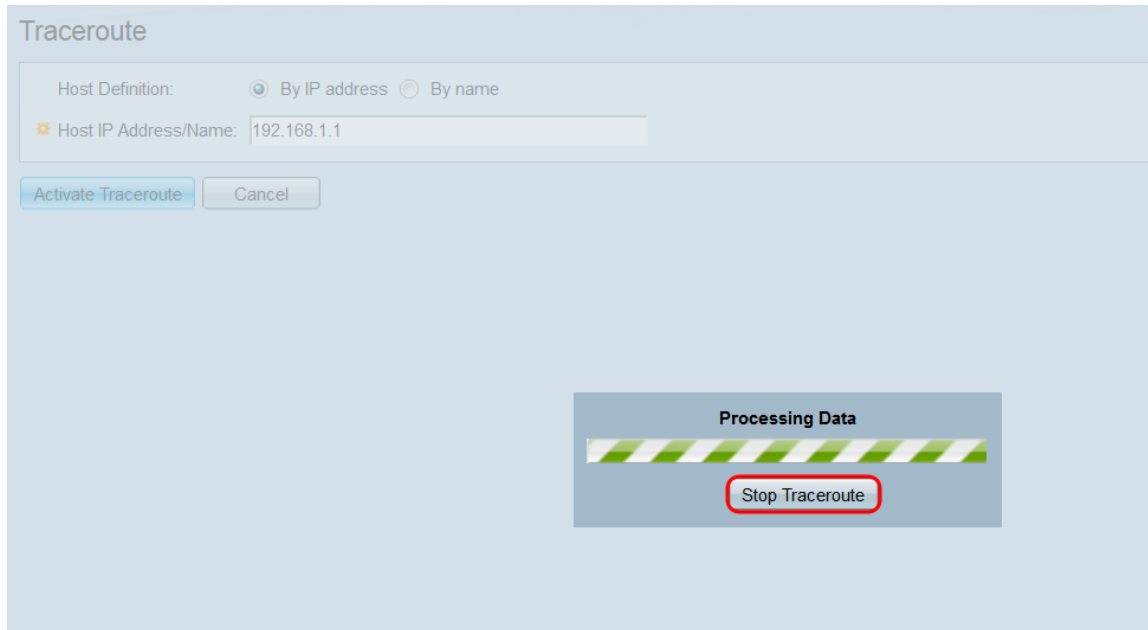 Traceroute
Host Definition: By IP address By name
Host IP Address/Name: 192.168.1.1
Activate Traceroute Cancel
Processing Data
Stop Traceroute